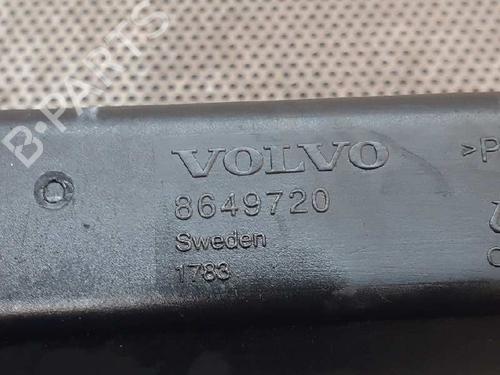 B-PARTS
VOLVO
>P
8649720
Sweden
1783